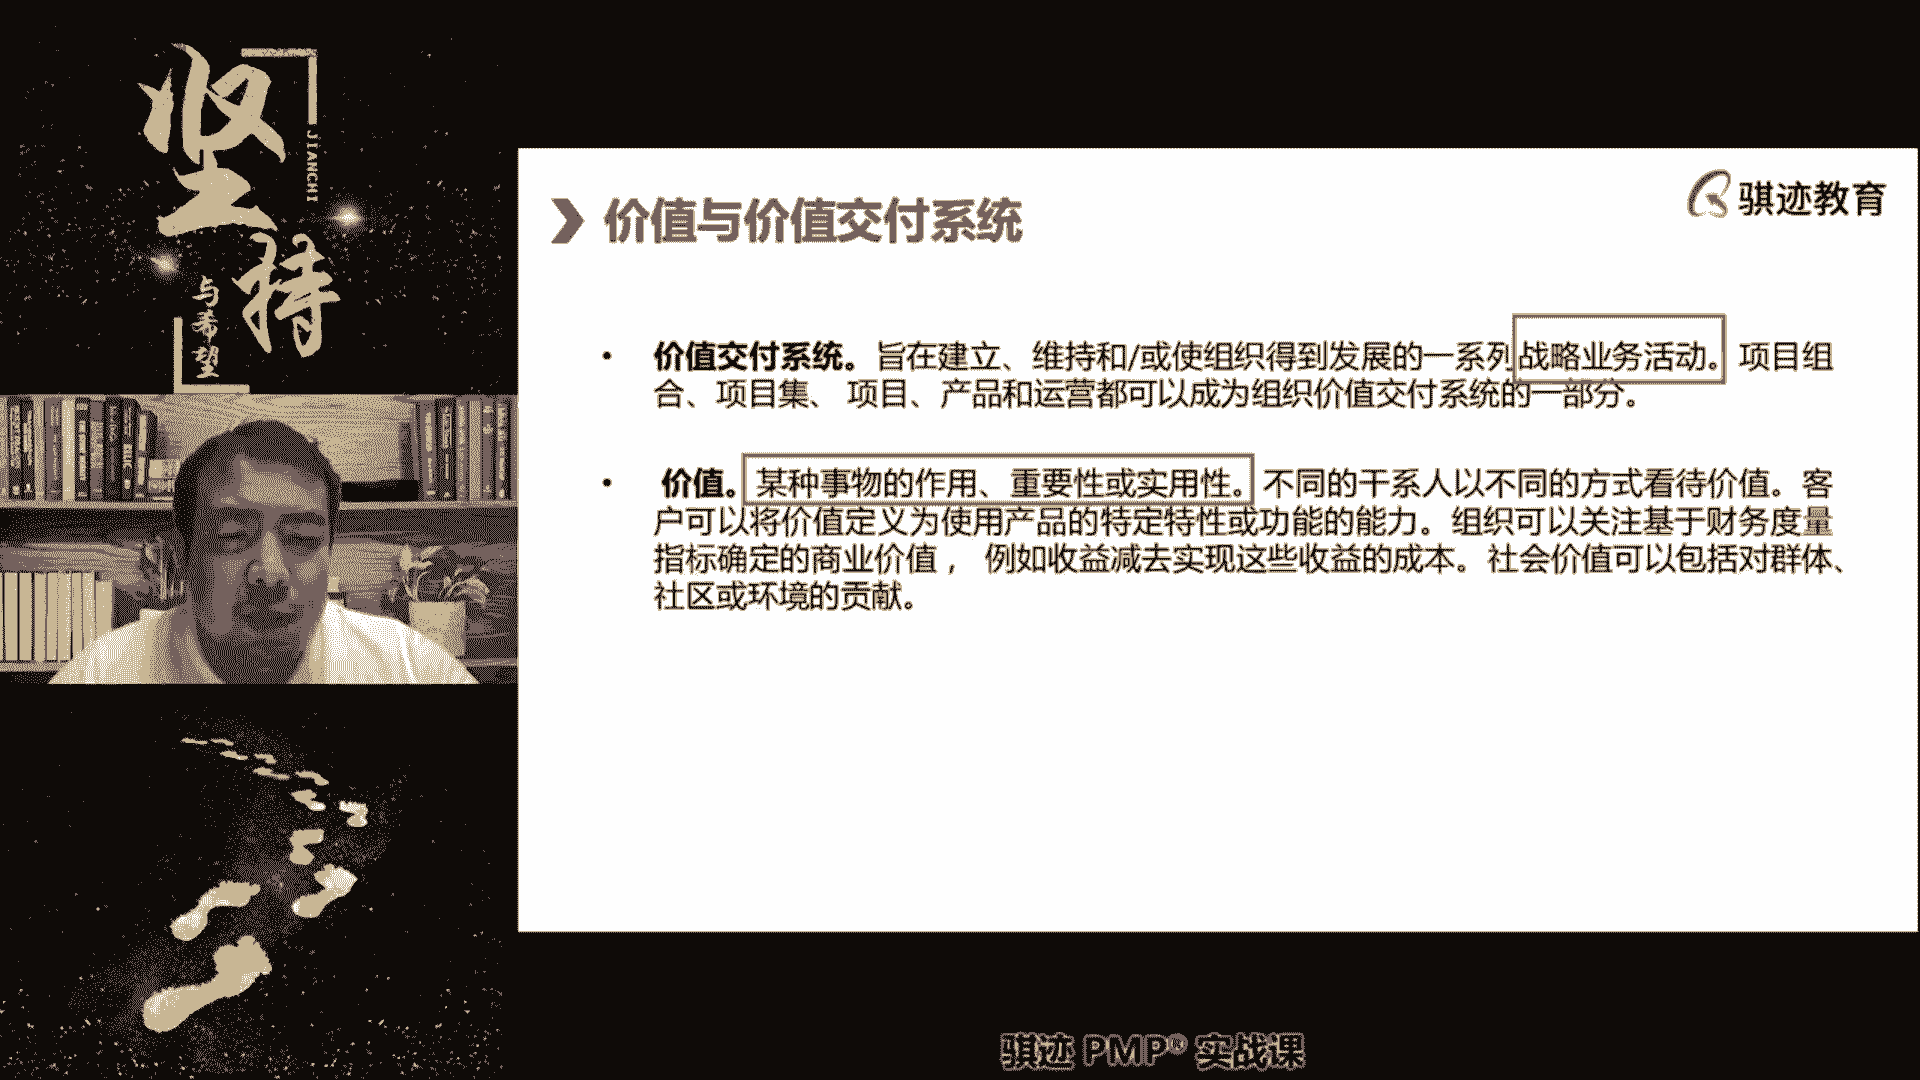 坚持
JIANCHI
与希望
骐迹教育
价值与价值交付系统
• 价值交付系统。旨在建立、维持和/或使组织得到发展的一系列战略业务活动。项目组
合、项目集、 项目、产品和运营都可以成为组织价值交付系统的一部分。
• 价值。某种事物的作用、重要性或实用性。不同的干系人以不同的方式看待价值。客
户可以将价值定义为使用产品的特定特性或功能的能力。组织可以关注基于财务度量
指标确定的商业价值， 例如收益减去实现这些收益的成本。社会价值可以包括对群体、
社区或环境的贡献。
骐迹 PMP® 实战课